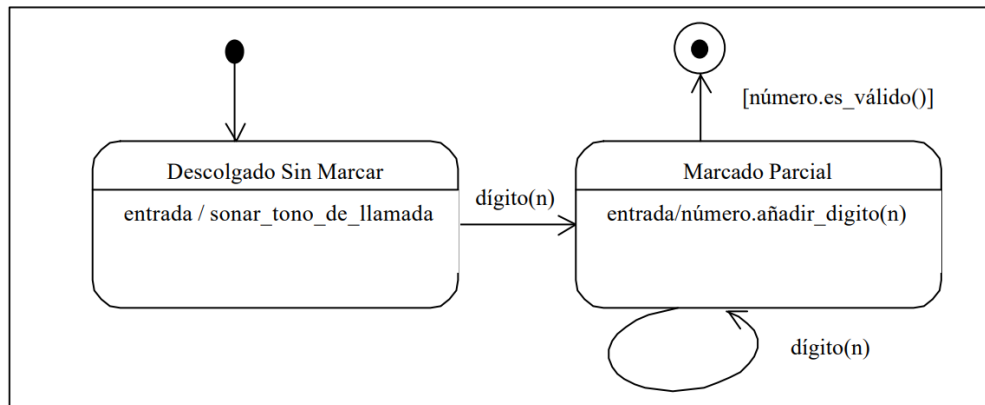 [número.es_válido()]
Descolgado Sin Marcar
entrada / sonar_tono_de_llamada
dígito(n)
Marcado Parcial
entrada/número.añadir_digito(n)
dígito(n)